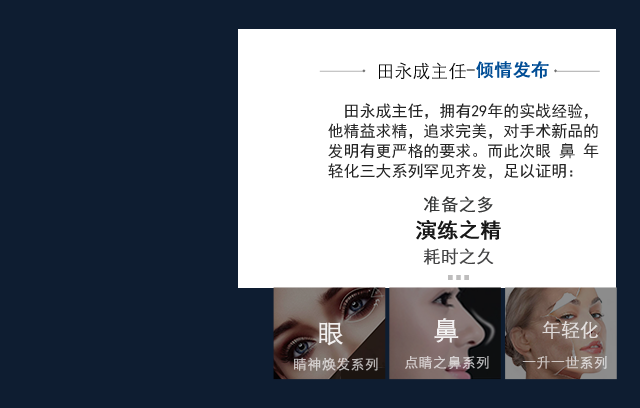 田永成主任-倾情发布
田永成主任，拥有29年的实战经验，
他精益求精，追求完美，对手术新品的
发明有更严格的要求。而此次眼 鼻 年
轻化三大系列罕见齐发，足以证明：
准备之多
演练之精
耗时之久
眼
睛神焕发系列
鼻
点睛之鼻系列
年轻化
一升一世系列